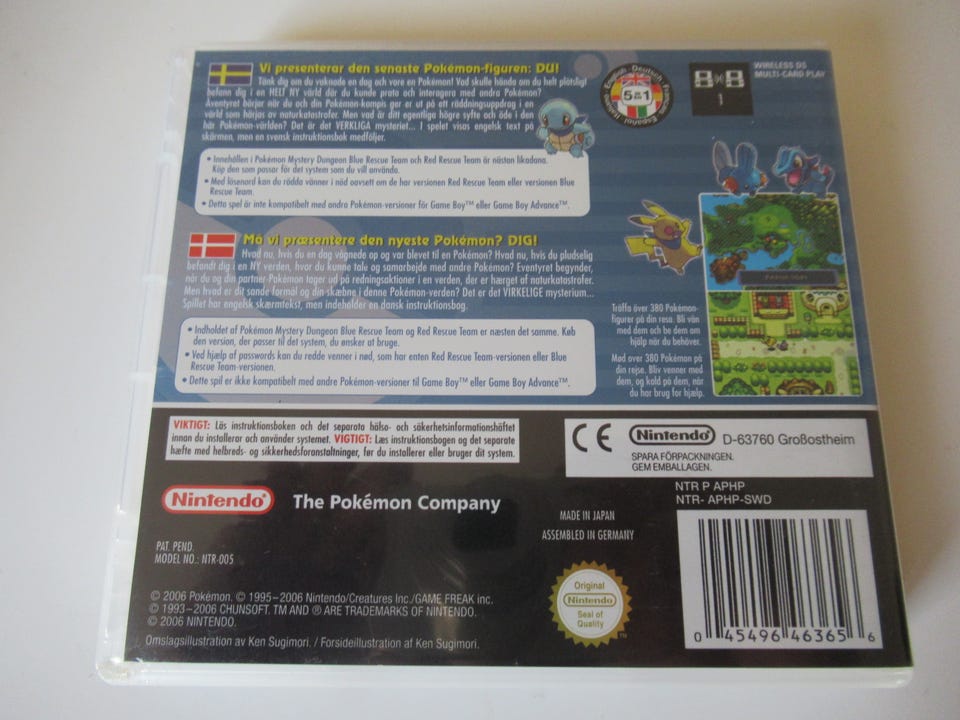 Vi presenterar den senaste Pokémon-figuren: DU!
Tänk dig om du vaknade en dag och vore en Pokémon! Vad skulle hända om du helt plötsligt
befann dig i en HELT NY värld där du kunde prata och interagera med andra Pokémon?
Äventyret börjar när du och din Pokémon-kompis ger er ut på ett räddningsuppdrag i en
värld som härjas av naturkatastrofer. Men vad är ditt egentliga högre syfte och öde i den
här Pokémon-världen? Det är det VERKLIGA mysteriet... I spelet visas engelsk text på
skärmen, men en svensk instruktionsbok medföljer.
• Innehållen i Pokémon Mystery Dungeon Blue Rescue Team och Red Rescue Team är nästan likadana.
Köp den som passar för det system som du vill använda.
• Med lösenord kan du rädda vänner i nöd oavsett om de har versionen Red Rescue Team eller versionen Blue
Rescue Team.
• Detta spel är inte kompatibelt med andra Pokémon-versioner för Game Boy™ eller Game Boy Advance™.
Må vi præsentere den nyeste Pokémon? DIG!
Hvad nu, hvis du en dag vågnede op og var blevet til en Pokémon? Hvad nu, hvis du pludselig
befandt dig i en NY verden, hvor du kunne tale og samarbejde med andre Pokémon? Eventyret begynder,
når du og din partner-Pokémon tager ud på redningsaktioner i en verden, der er hærget af naturkatastrofer.
Men hvad er dit sande formål og din skæbne i denne Pokémon-verden? Det er det VIRKELIGE mysterium...
Spillet har engelsk skærmtekst, men indeholder en dansk instruktionsbog.
• Indholdet af Pokémon Mystery Dungeon Blue Rescue Team og Red Rescue Team er næsten det samme. Køb
den version, der passer til det system, du ønsker at bruge.
• Ved hjælp af passwords kan du redde venner i nød, som har enten Red Rescue Team-versionen eller Blue
Rescue Team-versionen.
• Dette spil er ikke kompatibelt med andre Pokémon-versioner til Game Boy™ eller Game Boy Advance™.
English Deutsch Français Español Italiano
5 in 1
WIRELESS DS
MULTI-CARD PLAY
1
Träffa över 380 Pokémon-
figurer på din resa. Bli vän
med dem och be dem om
hjälp när du behöver.
Mød over 380 Pokémon på
din rejse. Bliv venner med
dem, og kald på dem, når
du har brug for hjælp.
VIKTIGT: Läs instruktionsboken och det separata hälso- och säkerhetsinformationshäftet
innan du installerar och använder systemet. VIGTIGT: Læs instruktionsbogen og det separate
hæfte med helbreds- og sikkerhedsforanstaltninger, før du installerer eller bruger dit system.
CE Nintendo D-63760 Großostheim
SPARA FÖRPACKNINGEN.
GEM EMBALLAGEN.
NTR P APHP
NTR- APHP-SWD
Nintendo The Pokémon Company
MADE IN JAPAN
ASSEMBLED IN GERMANY
PAT. PEND.
MODEL NO.: NTR-005
© 2006 Pokémon. © 1995–2006 Nintendo/Creatures Inc./GAME FREAK inc.
© 1993–2006 CHUNSOFT. TM AND ® ARE TRADEMARKS OF NINTENDO.
© 2006 NINTENDO.
Omslagsillustration av Ken Sugimori. / Forsideillustration af Ken Sugimori.
Original
Nintendo
Seal of
Quality
TM
0 45496 46365 6